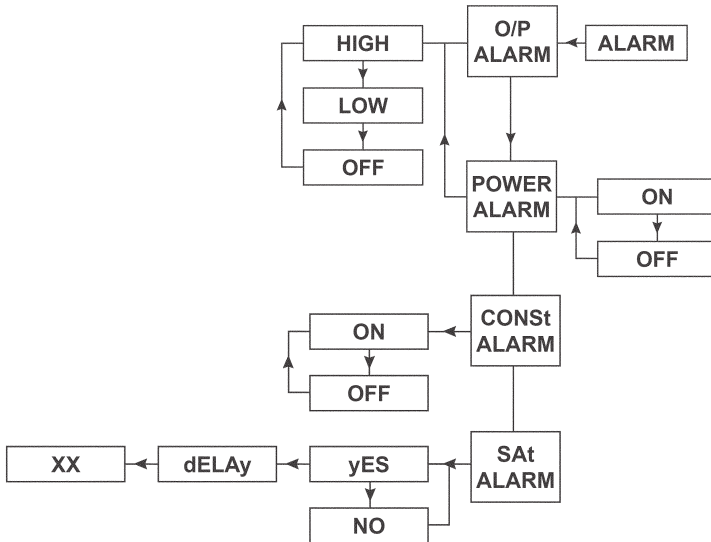 O/P
ALARM
ALARM
HIGH
LOW
OFF
POWER
ALARM
ON
OFF
CONSt
ALARM
ON
OFF
SAt
ALARM
yES
dELAy
XX
NO